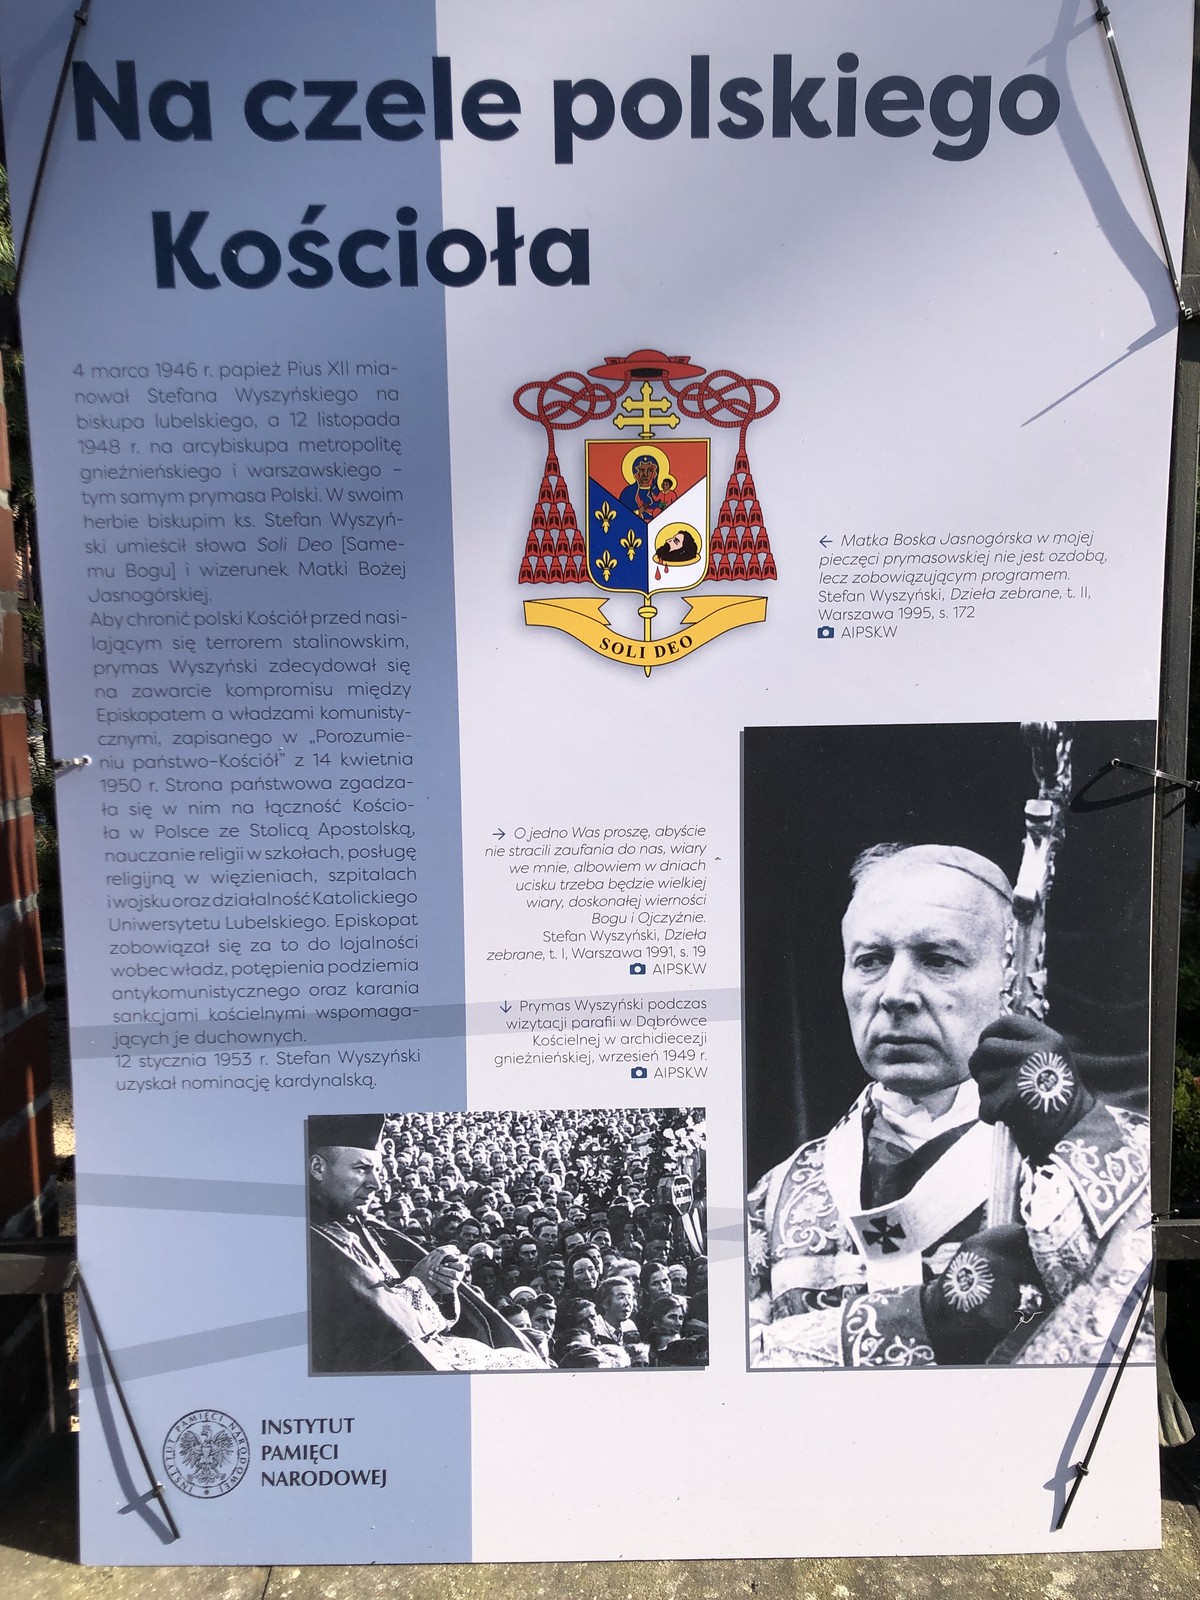 Na czele polskiego
Kościoła
4 marca 1946 r. papież Pius XII mia-
nował Stefana Wyszyńskiego na
biskupa lubelskiego, a 12 listopada
1948 r. na arcybiskupa metropolitę
gnieźnieńskiego i warszawskiego –
tym samym prymasa Polski. W swoim
herbie biskupim ks. Stefan Wyszyń-
ski umieścił słowa Soli Deo [Same-
mu Bogu] i wizerunek Matki Bożej
Jasnogórskiej.
Aby chronić polski Kościół przed nasi-
lającym się terrorem stalinowskim,
prymas Wyszyński zdecydował się
na zawarcie kompromisu między
Episkopatem a władzami komunisty-
cznymi, zapisanego w „Porozumie-
niu państwo-Kościół” z 14 kwietnia
1950 r. Strona państwowa zgadza-
ła się w nim na łączność Kościo-
ła w Polsce ze Stolicą Apostolską,
nauczanie religii w szkołach, posługę
religijną w więzieniach, szpitalach
i wojsku oraz działalność Katolickiego
Uniwersytetu Lubelskiego. Episkopat
zobowiązał się za to do lojalności
wobec władz, potępienia podziemia
antykomunistycznego oraz karania
sankcjami kościelnymi wspomaga-
jących je duchownych.
12 stycznia 1953 r. Stefan Wyszyński
uzyskał nominację kardynalską.
SOLI DEO
← Matka Boska Jasnogórska w mojej
pieczęci prymasowskiej nie jest ozdobą,
lecz zobowiązującym programem.
Stefan Wyszyński, Dzieła zebrane, t. II,
Warszawa 1995, s. 172
AIPSKW
→ O jedno Was proszę, abyście
nie stracili zaufania do nas, wiary
we mnie, albowiem w dniach
ucisku trzeba będzie wielkiej
wiary, doskonałej wierności
Bogu i Ojczyźnie.
Stefan Wyszyński, Dzieła
zebrane, t. I, Warszawa 1991, s. 19
AIPSKW
↓ Prymas Wyszyński podczas
wizytacji parafii w Dąbrówce
Kościelnej w archidiecezji
gnieźnieńskiej, wrzesień 1949 r.
AIPSKW
INSTYTUT PAMIĘCI NARODOWEJ
INSTYTUT
PAMIĘCI
NARODOWEJ